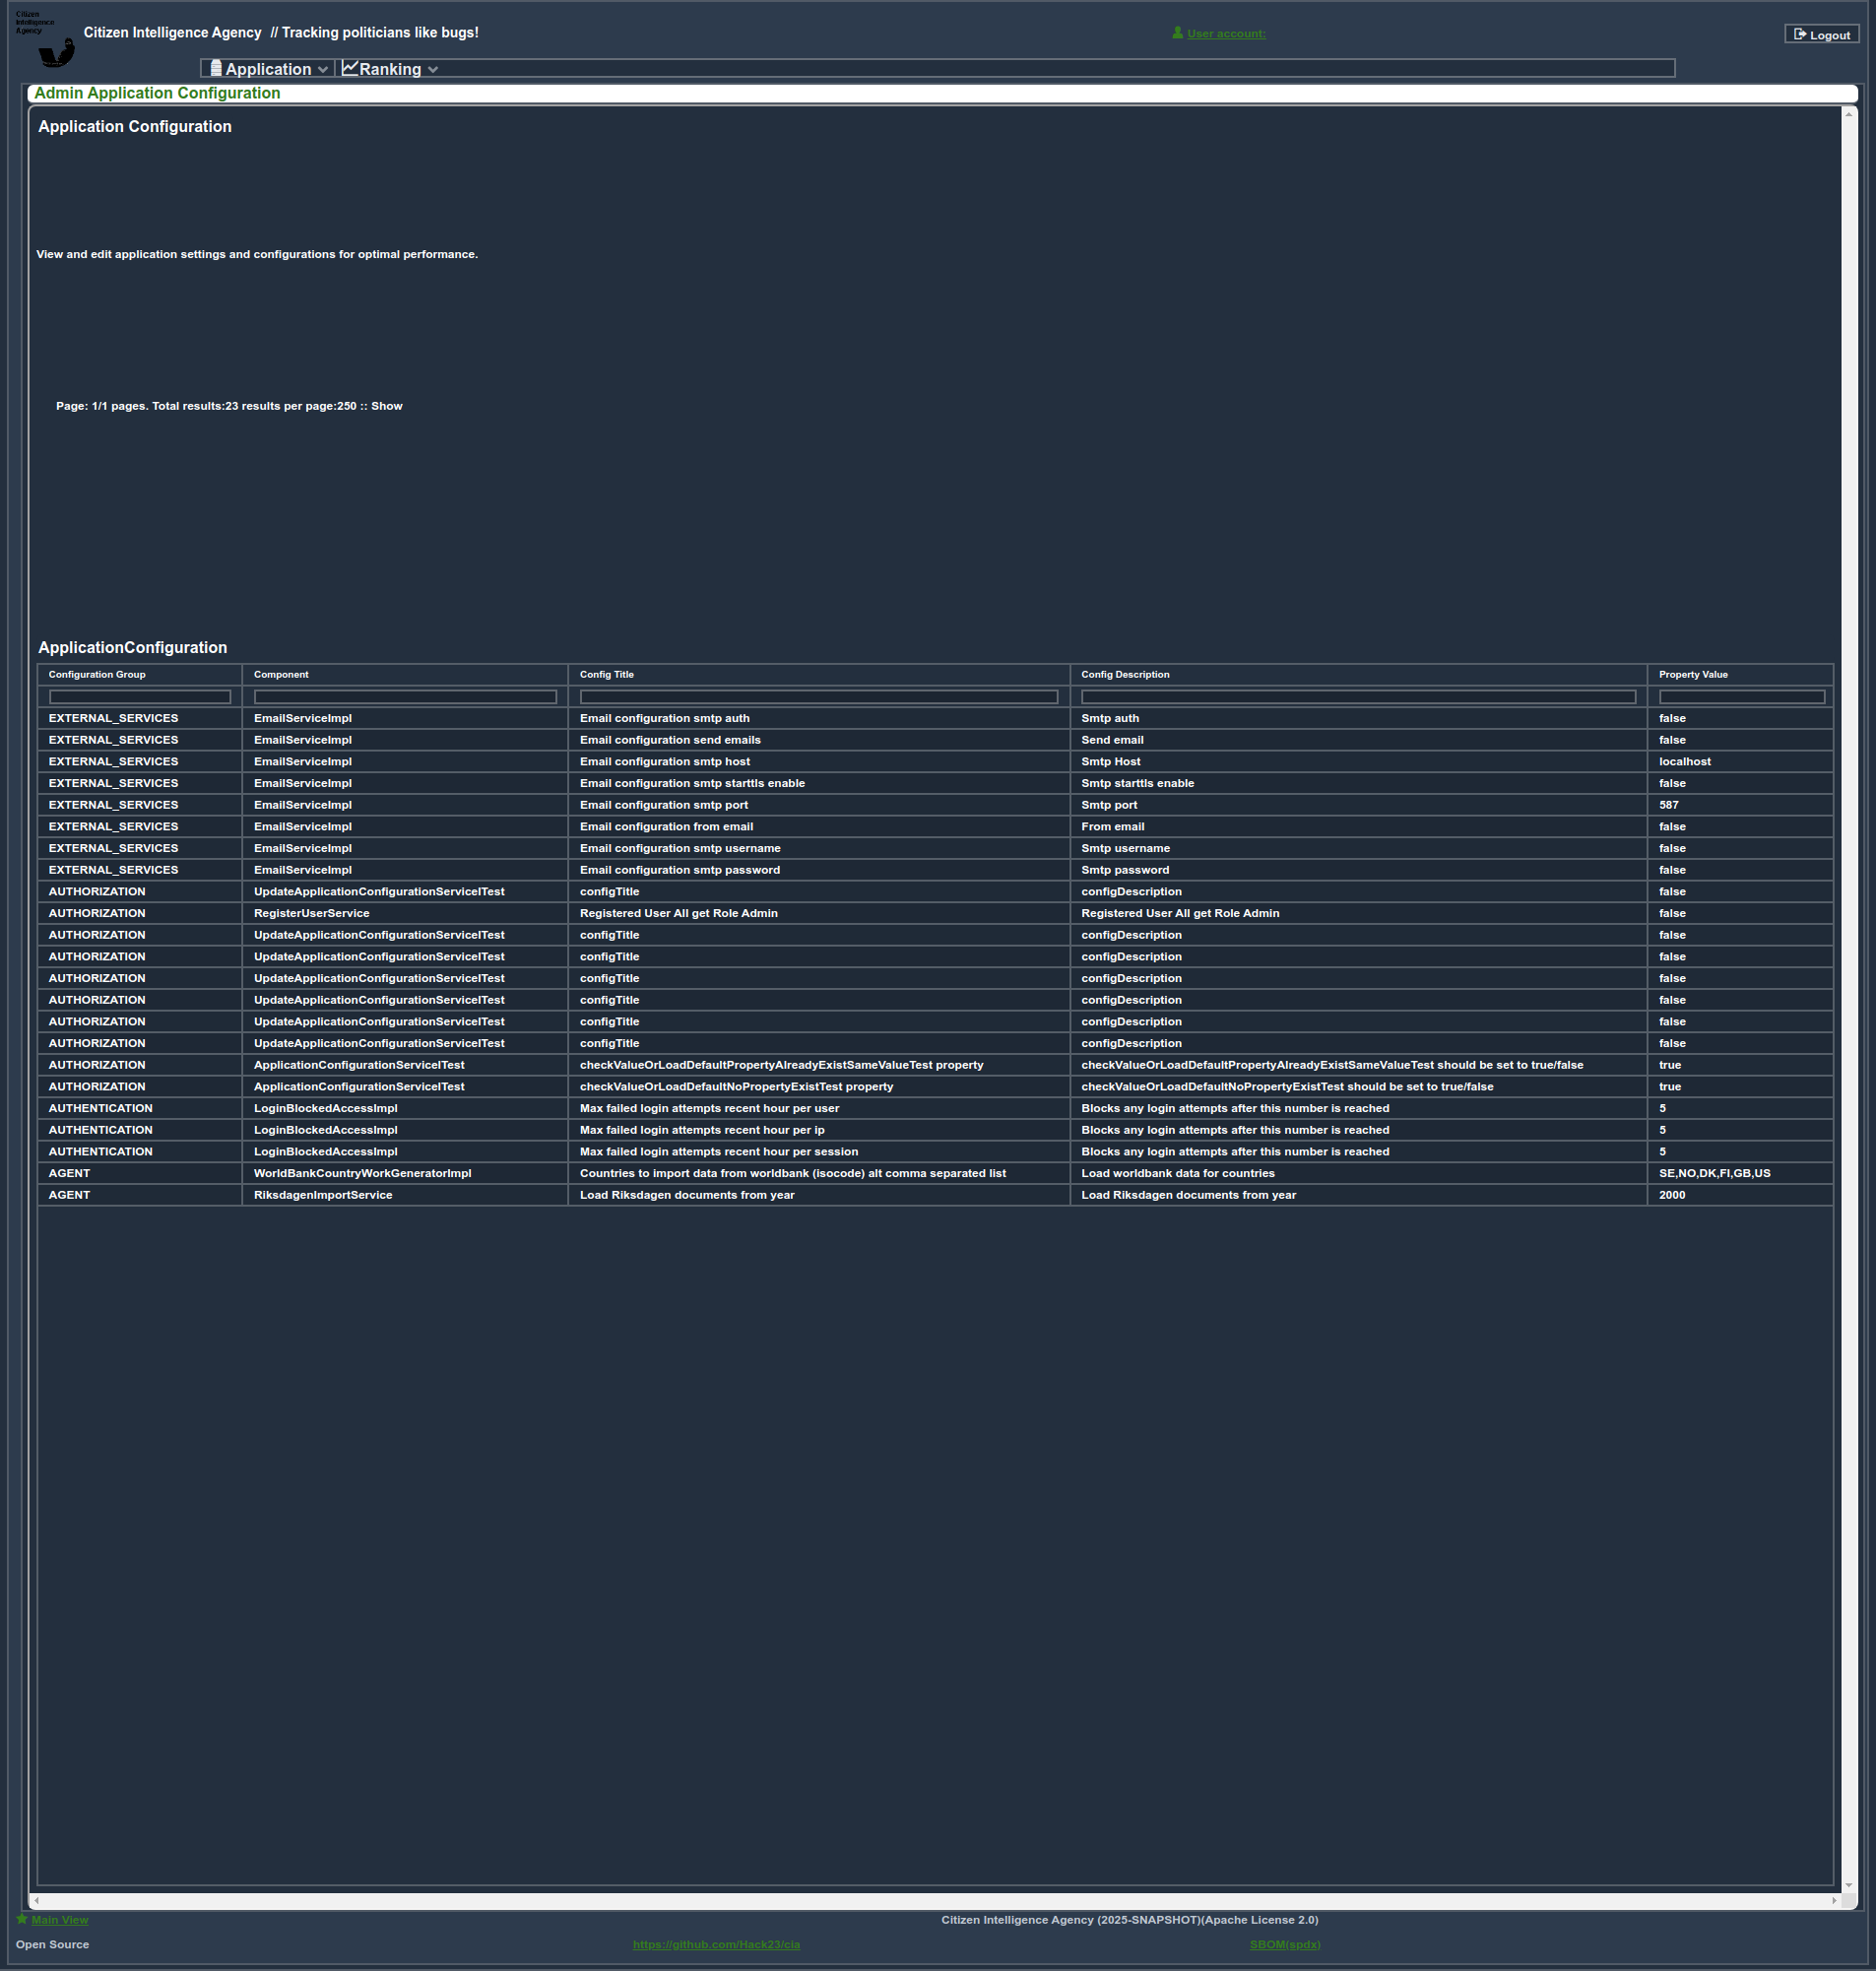 Citizen
Intelligence
Agency
Citizen Intelligence Agency // Tracking politicians like bugs!
User account:
Logout
Application Ranking
Admin Application Configuration
Application Configuration
View and edit application settings and configurations for optimal performance.
Page: 1/1 pages. Total results:23 results per page:250 :: Show
ApplicationConfiguration
Configuration Group Component Config Title Config Description Property Value
EXTERNAL_SERVICES EmailServiceImpl Email configuration smtp auth Smtp auth false
EXTERNAL_SERVICES EmailServiceImpl Email configuration send emails Send email false
EXTERNAL_SERVICES EmailServiceImpl Email configuration smtp host Smtp Host localhost
EXTERNAL_SERVICES EmailServiceImpl Email configuration smtp starttls enable Smtp starttls enable false
EXTERNAL_SERVICES EmailServiceImpl Email configuration smtp port Smtp port 587
EXTERNAL_SERVICES EmailServiceImpl Email configuration from email From email false
EXTERNAL_SERVICES EmailServiceImpl Email configuration smtp username Smtp username false
EXTERNAL_SERVICES EmailServiceImpl Email configuration smtp password Smtp password false
AUTHORIZATION UpdateApplicationConfigurationServiceITest configTitle configDescription false
AUTHORIZATION RegisterUserService Registered User All get Role Admin Registered User All get Role Admin false
AUTHORIZATION UpdateApplicationConfigurationServiceITest configTitle configDescription false
AUTHORIZATION UpdateApplicationConfigurationServiceITest configTitle configDescription false
AUTHORIZATION UpdateApplicationConfigurationServiceITest configTitle configDescription false
AUTHORIZATION UpdateApplicationConfigurationServiceITest configTitle configDescription false
AUTHORIZATION UpdateApplicationConfigurationServiceITest configTitle configDescription false
AUTHORIZATION UpdateApplicationConfigurationServiceITest configTitle configDescription false
AUTHORIZATION ApplicationConfigurationServiceITest checkValueOrLoadDefaultPropertyAlreadyExistSameValueTest property checkValueOrLoadDefaultPropertyAlreadyExistSameValueTest should be set to true/false true
AUTHORIZATION ApplicationConfigurationServiceITest checkValueOrLoadDefaultNoPropertyExistTest property checkValueOrLoadDefaultNoPropertyExistTest should be set to true/false true
AUTHENTICATION LoginBlockedAccessImpl Max failed login attempts recent hour per user Blocks any login attempts after this number is reached 5
AUTHENTICATION LoginBlockedAccessImpl Max failed login attempts recent hour per ip Blocks any login attempts after this number is reached 5
AUTHENTICATION LoginBlockedAccessImpl Max failed login attempts recent hour per session Blocks any login attempts after this number is reached 5
AGENT WorldBankCountryWorkGeneratorImpl Countries to import data from worldbank (isocode) alt comma separated list Load worldbank data for countries SE,NO,DK,FI,GB,US
AGENT RiksdagenImportService Load Riksdagen documents from year Load Riksdagen documents from year 2000
Main View Citizen Intelligence Agency (2025-SNAPSHOT)(Apache License 2.0)
Open Source https://github.com/Hack23/cia SBOM(spdx)